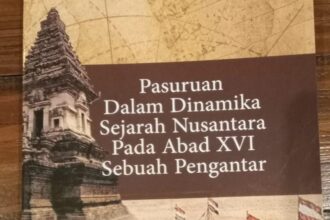 Pasuruan
Dalam Dinamika
Sejarah Nusantara
Pada Abad XVI
Sebuah Pengantar